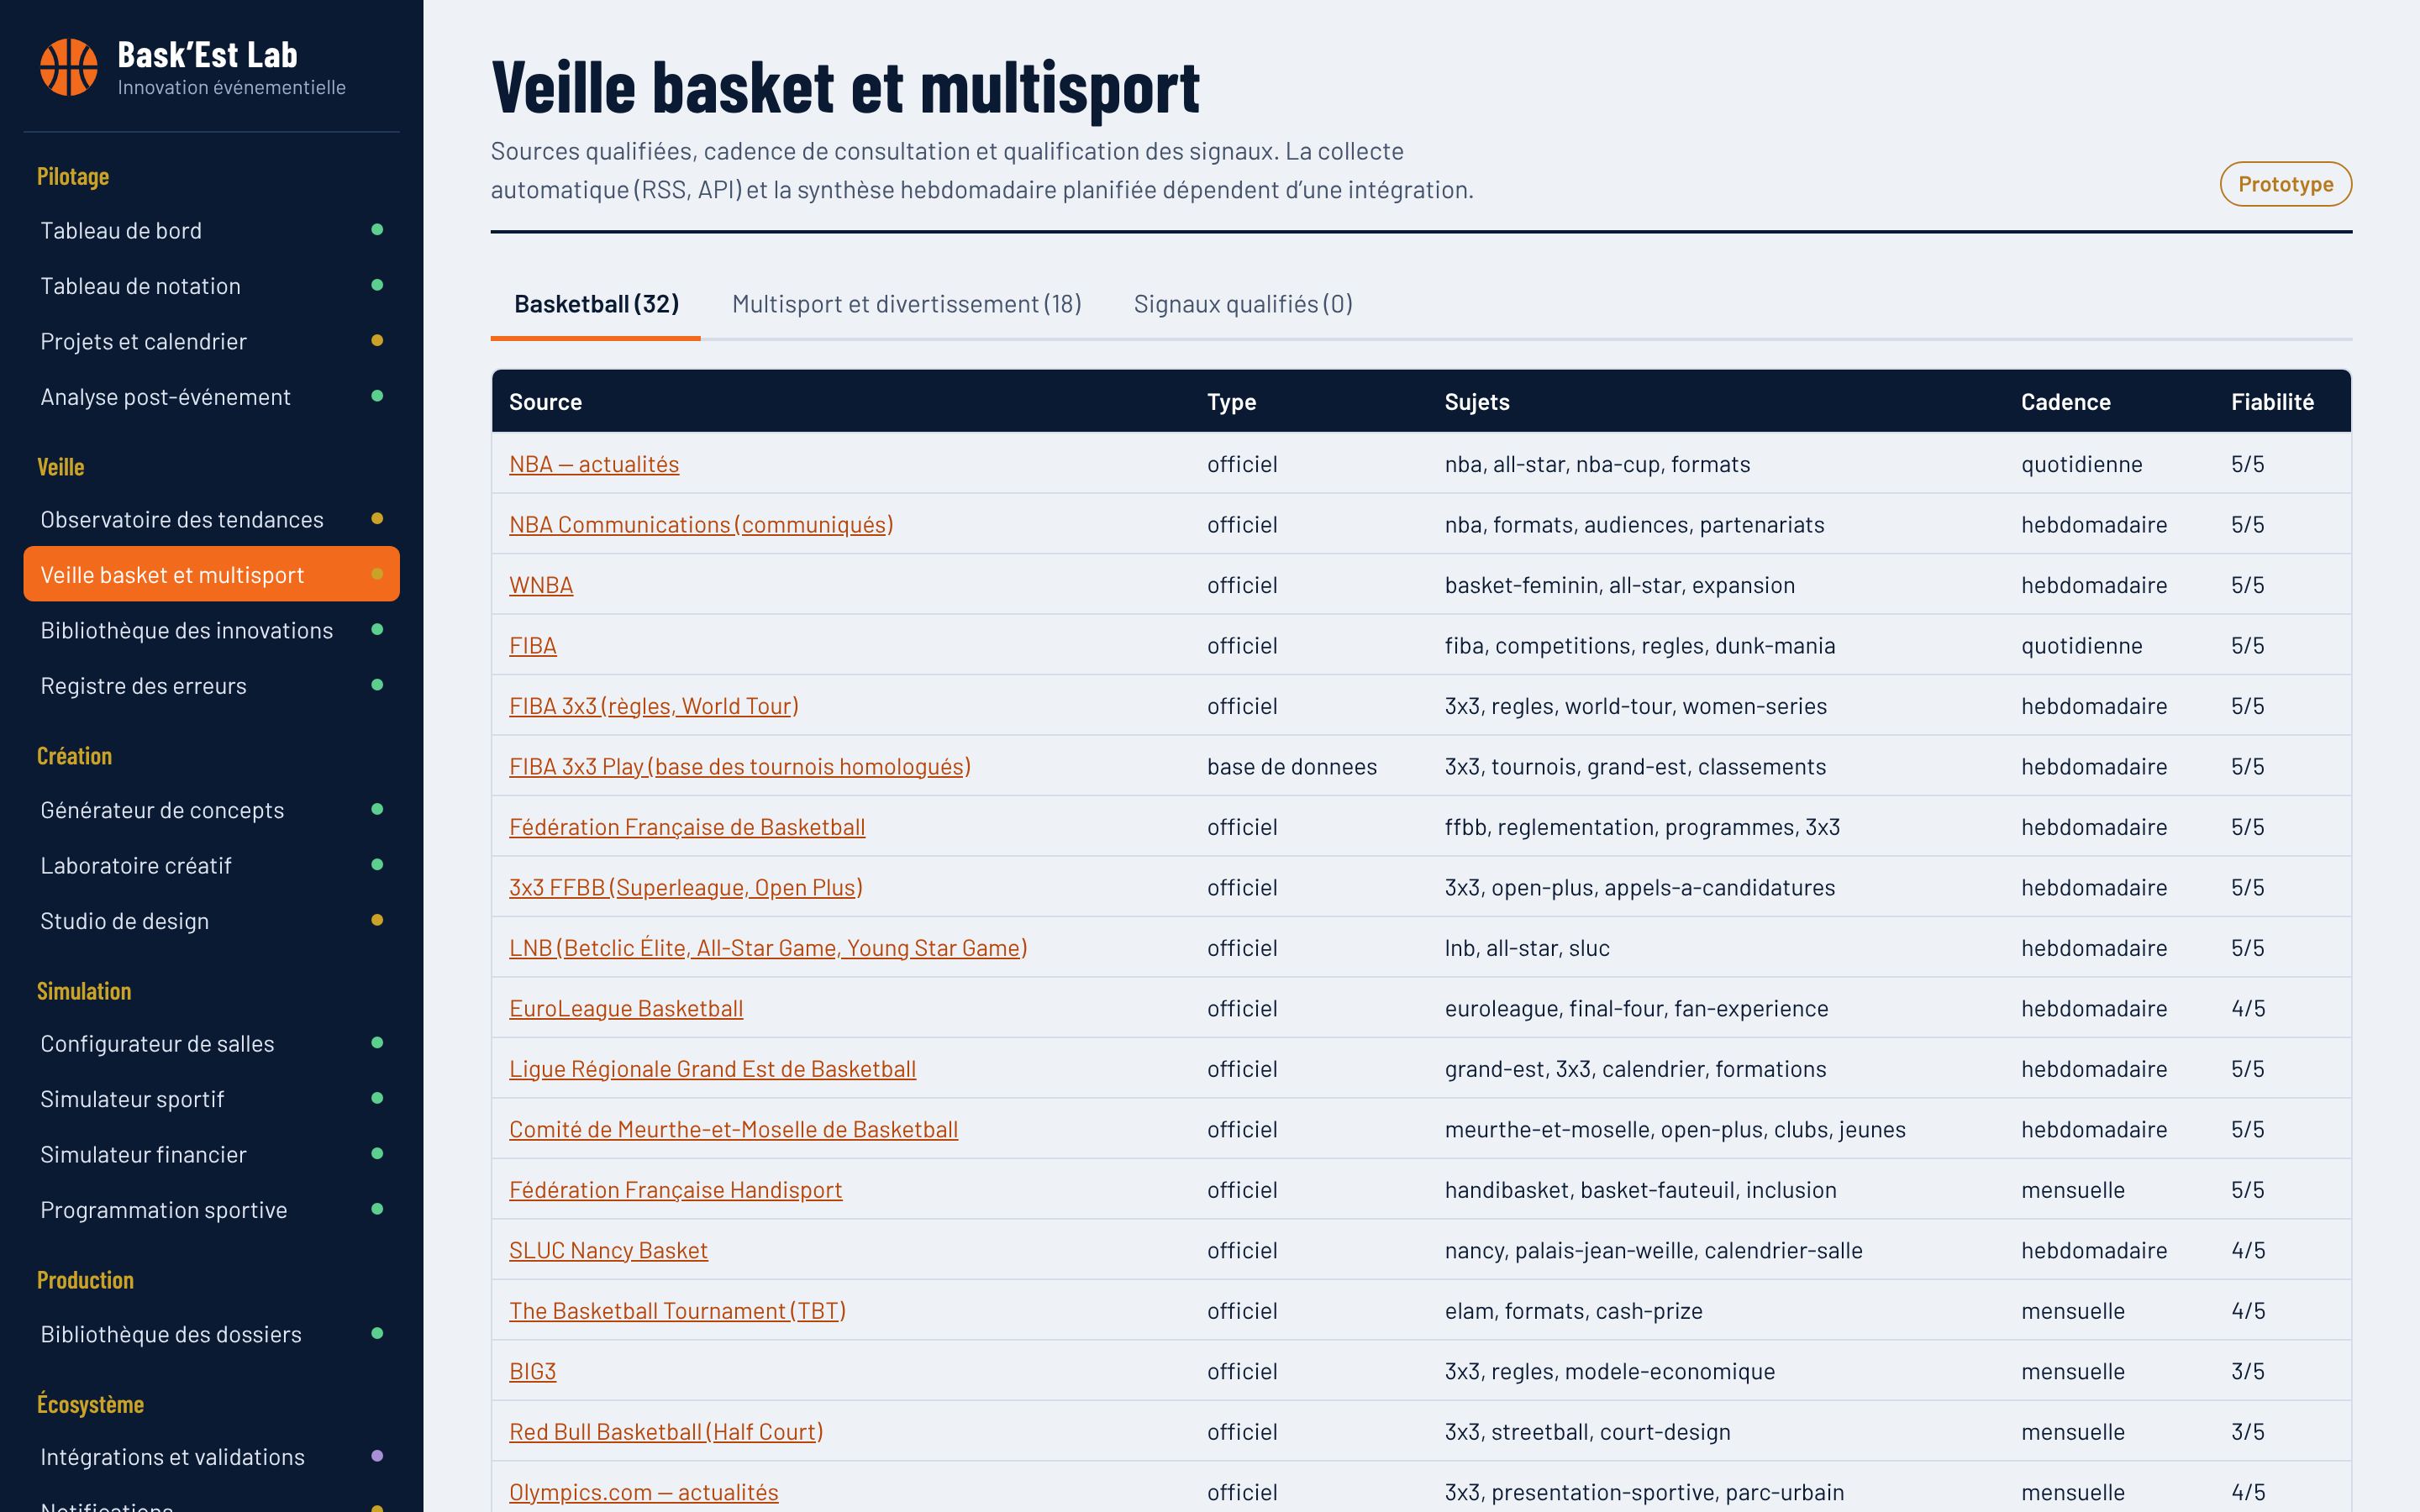 Bask’Est Lab
Innovation événementielle
Pilotage
Tableau de bord
Tableau de notation
Projets et calendrier
Analyse post-événement
Veille
Observatoire des tendances
Veille basket et multisport
Bibliothèque des innovations
Registre des erreurs
Création
Générateur de concepts
Laboratoire créatif
Studio de design
Simulation
Configurateur de salles
Simulateur sportif
Simulateur financier
Programmation sportive
Production
Bibliothèque des dossiers
Écosystème
Intégrations et validations
Notifications
Veille basket et multisport
Sources qualifiées, cadence de consultation et qualification des signaux. La collecte
automatique (RSS, API) et la synthèse hebdomadaire planifiée dépendent d’une intégration.
Prototype
Basketball (32) Multisport et divertissement (18) Signaux qualifiés (0)
Source Type Sujets Cadence Fiabilité
NBA — actualités officiel nba, all-star, nba-cup, formats quotidienne 5/5
NBA Communications (communiqués) officiel nba, formats, audiences, partenariats hebdomadaire 5/5
WNBA officiel basket-feminin, all-star, expansion hebdomadaire 5/5
FIBA officiel fiba, competitions, regles, dunk-mania quotidienne 5/5
FIBA 3x3 (règles, World Tour) officiel 3x3, regles, world-tour, women-series hebdomadaire 5/5
FIBA 3x3 Play (base des tournois homologués) base de donnees 3x3, tournois, grand-est, classements hebdomadaire 5/5
Fédération Française de Basketball officiel ffbb, reglementation, programmes, 3x3 hebdomadaire 5/5
3x3 FFBB (Superleague, Open Plus) officiel 3x3, open-plus, appels-a-candidatures hebdomadaire 5/5
LNB (Betclic Élite, All-Star Game, Young Star Game) officiel lnb, all-star, sluc hebdomadaire 5/5
EuroLeague Basketball officiel euroleague, final-four, fan-experience hebdomadaire 4/5
Ligue Régionale Grand Est de Basketball officiel grand-est, 3x3, calendrier, formations hebdomadaire 5/5
Comité de Meurthe-et-Moselle de Basketball officiel meurthe-et-moselle, open-plus, clubs, jeunes hebdomadaire 5/5
Fédération Française Handisport officiel handibasket, basket-fauteuil, inclusion mensuelle 5/5
SLUC Nancy Basket officiel nancy, palais-jean-weille, calendrier-salle hebdomadaire 4/5
The Basketball Tournament (TBT) officiel elam, formats, cash-prize mensuelle 4/5
BIG3 officiel 3x3, regles, modele-economique mensuelle 3/5
Red Bull Basketball (Half Court) officiel 3x3, streetball, court-design mensuelle 3/5
Olympics.com — actualités officiel 3x3, presentation-sportive, parc-urbain mensuelle 4/5